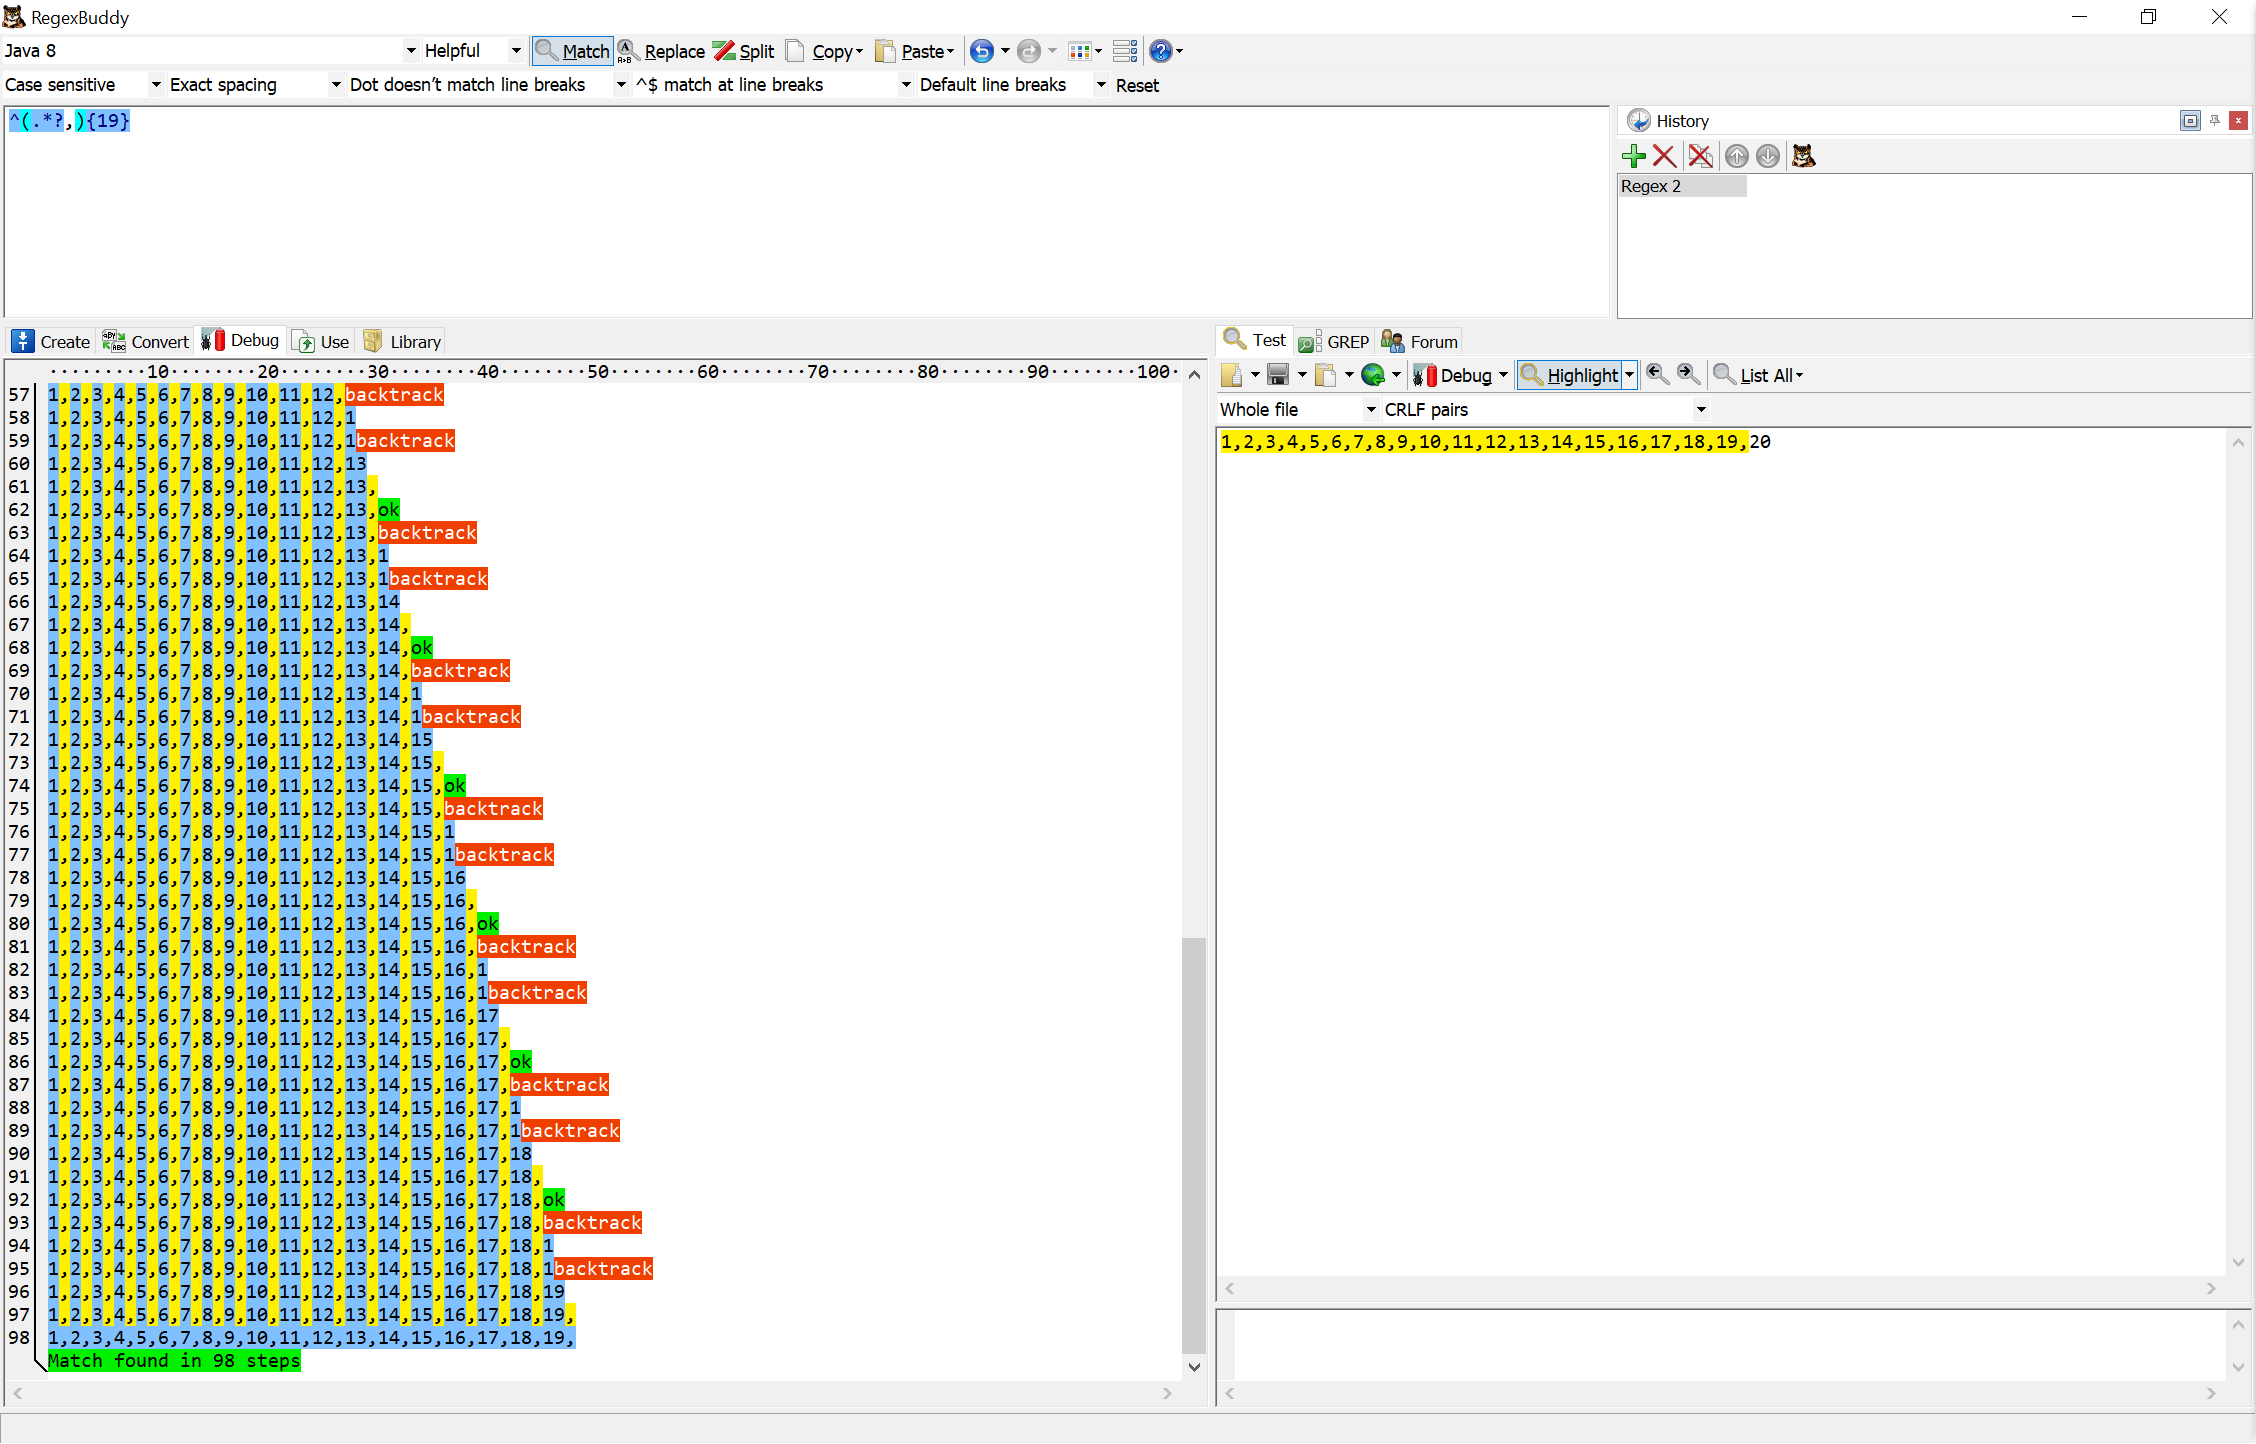 RegexBuddy
Java 8 Helpful Match Replace Split Copy Paste
Case sensitive Exact spacing Dot doesn’t match line breaks ^$ match at line breaks Default line breaks Reset
^(.*?,){19}
History
Regex 2
Create Convert Debug Use Library
Test GREP Forum
·········10········20········30········40········50········60········70········80········90········100·
57 1,2,3,4,5,6,7,8,9,10,11,12,backtrack
58 1,2,3,4,5,6,7,8,9,10,11,12,1
59 1,2,3,4,5,6,7,8,9,10,11,12,1backtrack
60 1,2,3,4,5,6,7,8,9,10,11,12,13
61 1,2,3,4,5,6,7,8,9,10,11,12,13,
62 1,2,3,4,5,6,7,8,9,10,11,12,13,ok
63 1,2,3,4,5,6,7,8,9,10,11,12,13,backtrack
64 1,2,3,4,5,6,7,8,9,10,11,12,13,1
65 1,2,3,4,5,6,7,8,9,10,11,12,13,1backtrack
66 1,2,3,4,5,6,7,8,9,10,11,12,13,14
67 1,2,3,4,5,6,7,8,9,10,11,12,13,14,
68 1,2,3,4,5,6,7,8,9,10,11,12,13,14,ok
69 1,2,3,4,5,6,7,8,9,10,11,12,13,14,backtrack
70 1,2,3,4,5,6,7,8,9,10,11,12,13,14,1
71 1,2,3,4,5,6,7,8,9,10,11,12,13,14,1backtrack
72 1,2,3,4,5,6,7,8,9,10,11,12,13,14,15
73 1,2,3,4,5,6,7,8,9,10,11,12,13,14,15,
74 1,2,3,4,5,6,7,8,9,10,11,12,13,14,15,ok
75 1,2,3,4,5,6,7,8,9,10,11,12,13,14,15,backtrack
76 1,2,3,4,5,6,7,8,9,10,11,12,13,14,15,1
77 1,2,3,4,5,6,7,8,9,10,11,12,13,14,15,1backtrack
78 1,2,3,4,5,6,7,8,9,10,11,12,13,14,15,16
79 1,2,3,4,5,6,7,8,9,10,11,12,13,14,15,16,
80 1,2,3,4,5,6,7,8,9,10,11,12,13,14,15,16,ok
81 1,2,3,4,5,6,7,8,9,10,11,12,13,14,15,16,backtrack
82 1,2,3,4,5,6,7,8,9,10,11,12,13,14,15,16,1
83 1,2,3,4,5,6,7,8,9,10,11,12,13,14,15,16,1backtrack
84 1,2,3,4,5,6,7,8,9,10,11,12,13,14,15,16,17
85 1,2,3,4,5,6,7,8,9,10,11,12,13,14,15,16,17,
86 1,2,3,4,5,6,7,8,9,10,11,12,13,14,15,16,17,ok
87 1,2,3,4,5,6,7,8,9,10,11,12,13,14,15,16,17,backtrack
88 1,2,3,4,5,6,7,8,9,10,11,12,13,14,15,16,17,1
89 1,2,3,4,5,6,7,8,9,10,11,12,13,14,15,16,17,1backtrack
90 1,2,3,4,5,6,7,8,9,10,11,12,13,14,15,16,17,18
91 1,2,3,4,5,6,7,8,9,10,11,12,13,14,15,16,17,18,
92 1,2,3,4,5,6,7,8,9,10,11,12,13,14,15,16,17,18,ok
93 1,2,3,4,5,6,7,8,9,10,11,12,13,14,15,16,17,18,backtrack
94 1,2,3,4,5,6,7,8,9,10,11,12,13,14,15,16,17,18,1
95 1,2,3,4,5,6,7,8,9,10,11,12,13,14,15,16,17,18,1backtrack
96 1,2,3,4,5,6,7,8,9,10,11,12,13,14,15,16,17,18,19
97 1,2,3,4,5,6,7,8,9,10,11,12,13,14,15,16,17,18,19,
98 1,2,3,4,5,6,7,8,9,10,11,12,13,14,15,16,17,18,19,
Match found in 98 steps
Debug Highlight List All
Whole file CRLF pairs
1,2,3,4,5,6,7,8,9,10,11,12,13,14,15,16,17,18,19,20